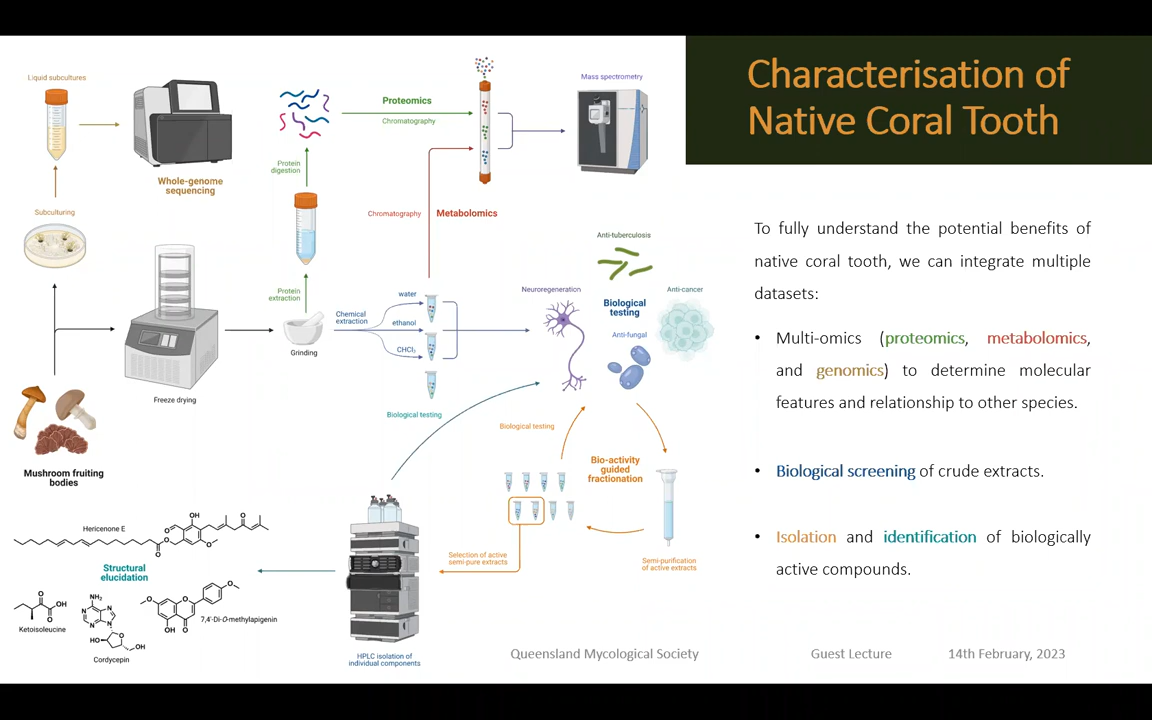 Characterisation of
Native Coral Tooth
Liquid subcultures
Whole-genome
sequencing
Subculturing
Freeze drying
Mushroom fruiting
bodies
Proteomics
Chromatography
Protein
digestion
Protein
extraction
Grinding
Chromatography
Metabolomics
Mass spectrometry
Chemical
extraction
water
ethanol
CHCl₃
Anti-tuberculosis
Neuroregeneration
Biological
testing
Anti-cancer
Anti-fungal
Biological testing
Biological testing
Bio-activity
guided
fractionation
Semi-purification
of active extracts
Selection of active
semi-pure extracts
HPLC isolation of
individual components
Structural
elucidation
Hericenone E
OH
O
O
O
O
O
Ketoisoleucine
O
OH
O
Cordycepin
NH₂
N
N
N
N
HO
O
OH
7,4'-Di-O-methylapigenin
O
O
O
OH
O
To fully understand the potential benefits of
native coral tooth, we can integrate multiple
datasets:
• Multi-omics (proteomics, metabolomics,
and genomics) to determine molecular
features and relationship to other species.
• Biological screening of crude extracts.
• Isolation and identification of biologically
active compounds.
Queensland Mycological Society
Guest Lecture
14th February, 2023